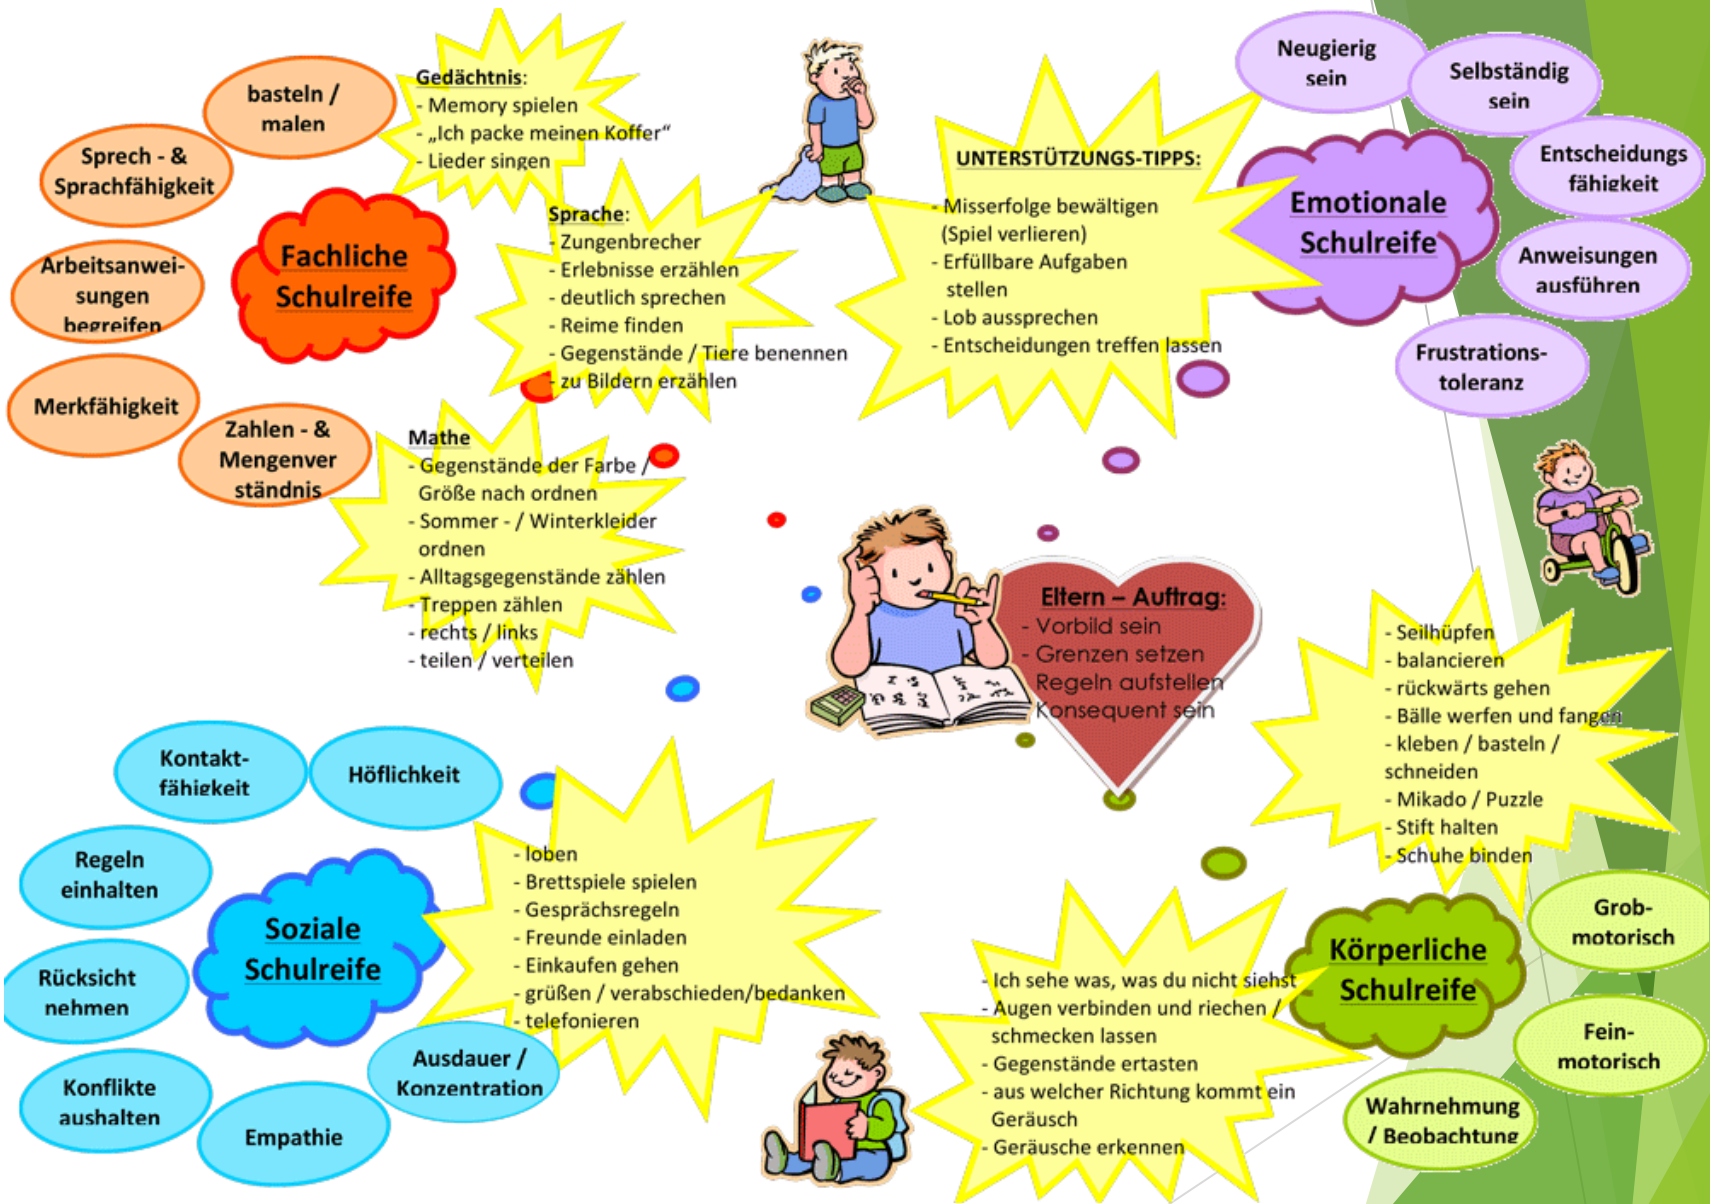 basteln /
malen
Sprech - &
Sprachfähigkeit
Arbeitsanwei-
sungen
begreifen
Merkfähigkeit
Zahlen - &
Mengenver
ständnis
Fachliche
Schulreife
Gedächtnis:
- Memory spielen
- „Ich packe meinen Koffer“
- Lieder singen
Sprache:
- Zungenbrecher
- Erlebnisse erzählen
- deutlich sprechen
- Reime finden
- Gegenstände / Tiere benennen
- zu Bildern erzählen
Mathe
- Gegenstände der Farbe /
Größe nach ordnen
- Sommer - / Winterkleider
ordnen
- Alltagsgegenstände zählen
- Treppen zählen
- rechts / links
- teilen / verteilen
UNTERSTÜTZUNGS-TIPPS:
- Misserfolge bewältigen
(Spiel verlieren)
- Erfüllbare Aufgaben
stellen
- Lob aussprechen
- Entscheidungen treffen lassen
Emotionale
Schulreife
Neugierig
sein
Selbständig
sein
Entscheidungs
fähigkeit
Anweisungen
ausführen
Frustrations-
toleranz
Eltern – Auftrag:
- Vorbild sein
- Grenzen setzen
Regeln aufstellen
Konsequent sein
Kontakt-
fähigkeit
Höflichkeit
Regeln
einhalten
Rücksicht
nehmen
Konflikte
aushalten
Empathie
Ausdauer /
Konzentration
Soziale
Schulreife
- loben
- Brettspiele spielen
- Gesprächsregeln
- Freunde einladen
- Einkaufen gehen
- grüßen / verabschieden/bedanken
- telefonieren
- Seilhüpfen
- balancieren
- rückwärts gehen
- Bälle werfen und fangen
- kleben / basteln /
schneiden
- Mikado / Puzzle
- Stift halten
- Schuhe binden
- Ich sehe was, was du nicht siehst
- Augen verbinden und riechen /
schmecken lassen
- Gegenstände ertasten
- aus welcher Richtung kommt ein
Geräusch
- Geräusche erkennen
Körperliche
Schulreife
Grob-
motorisch
Fein-
motorisch
Wahrnehmung
/ Beobachtung